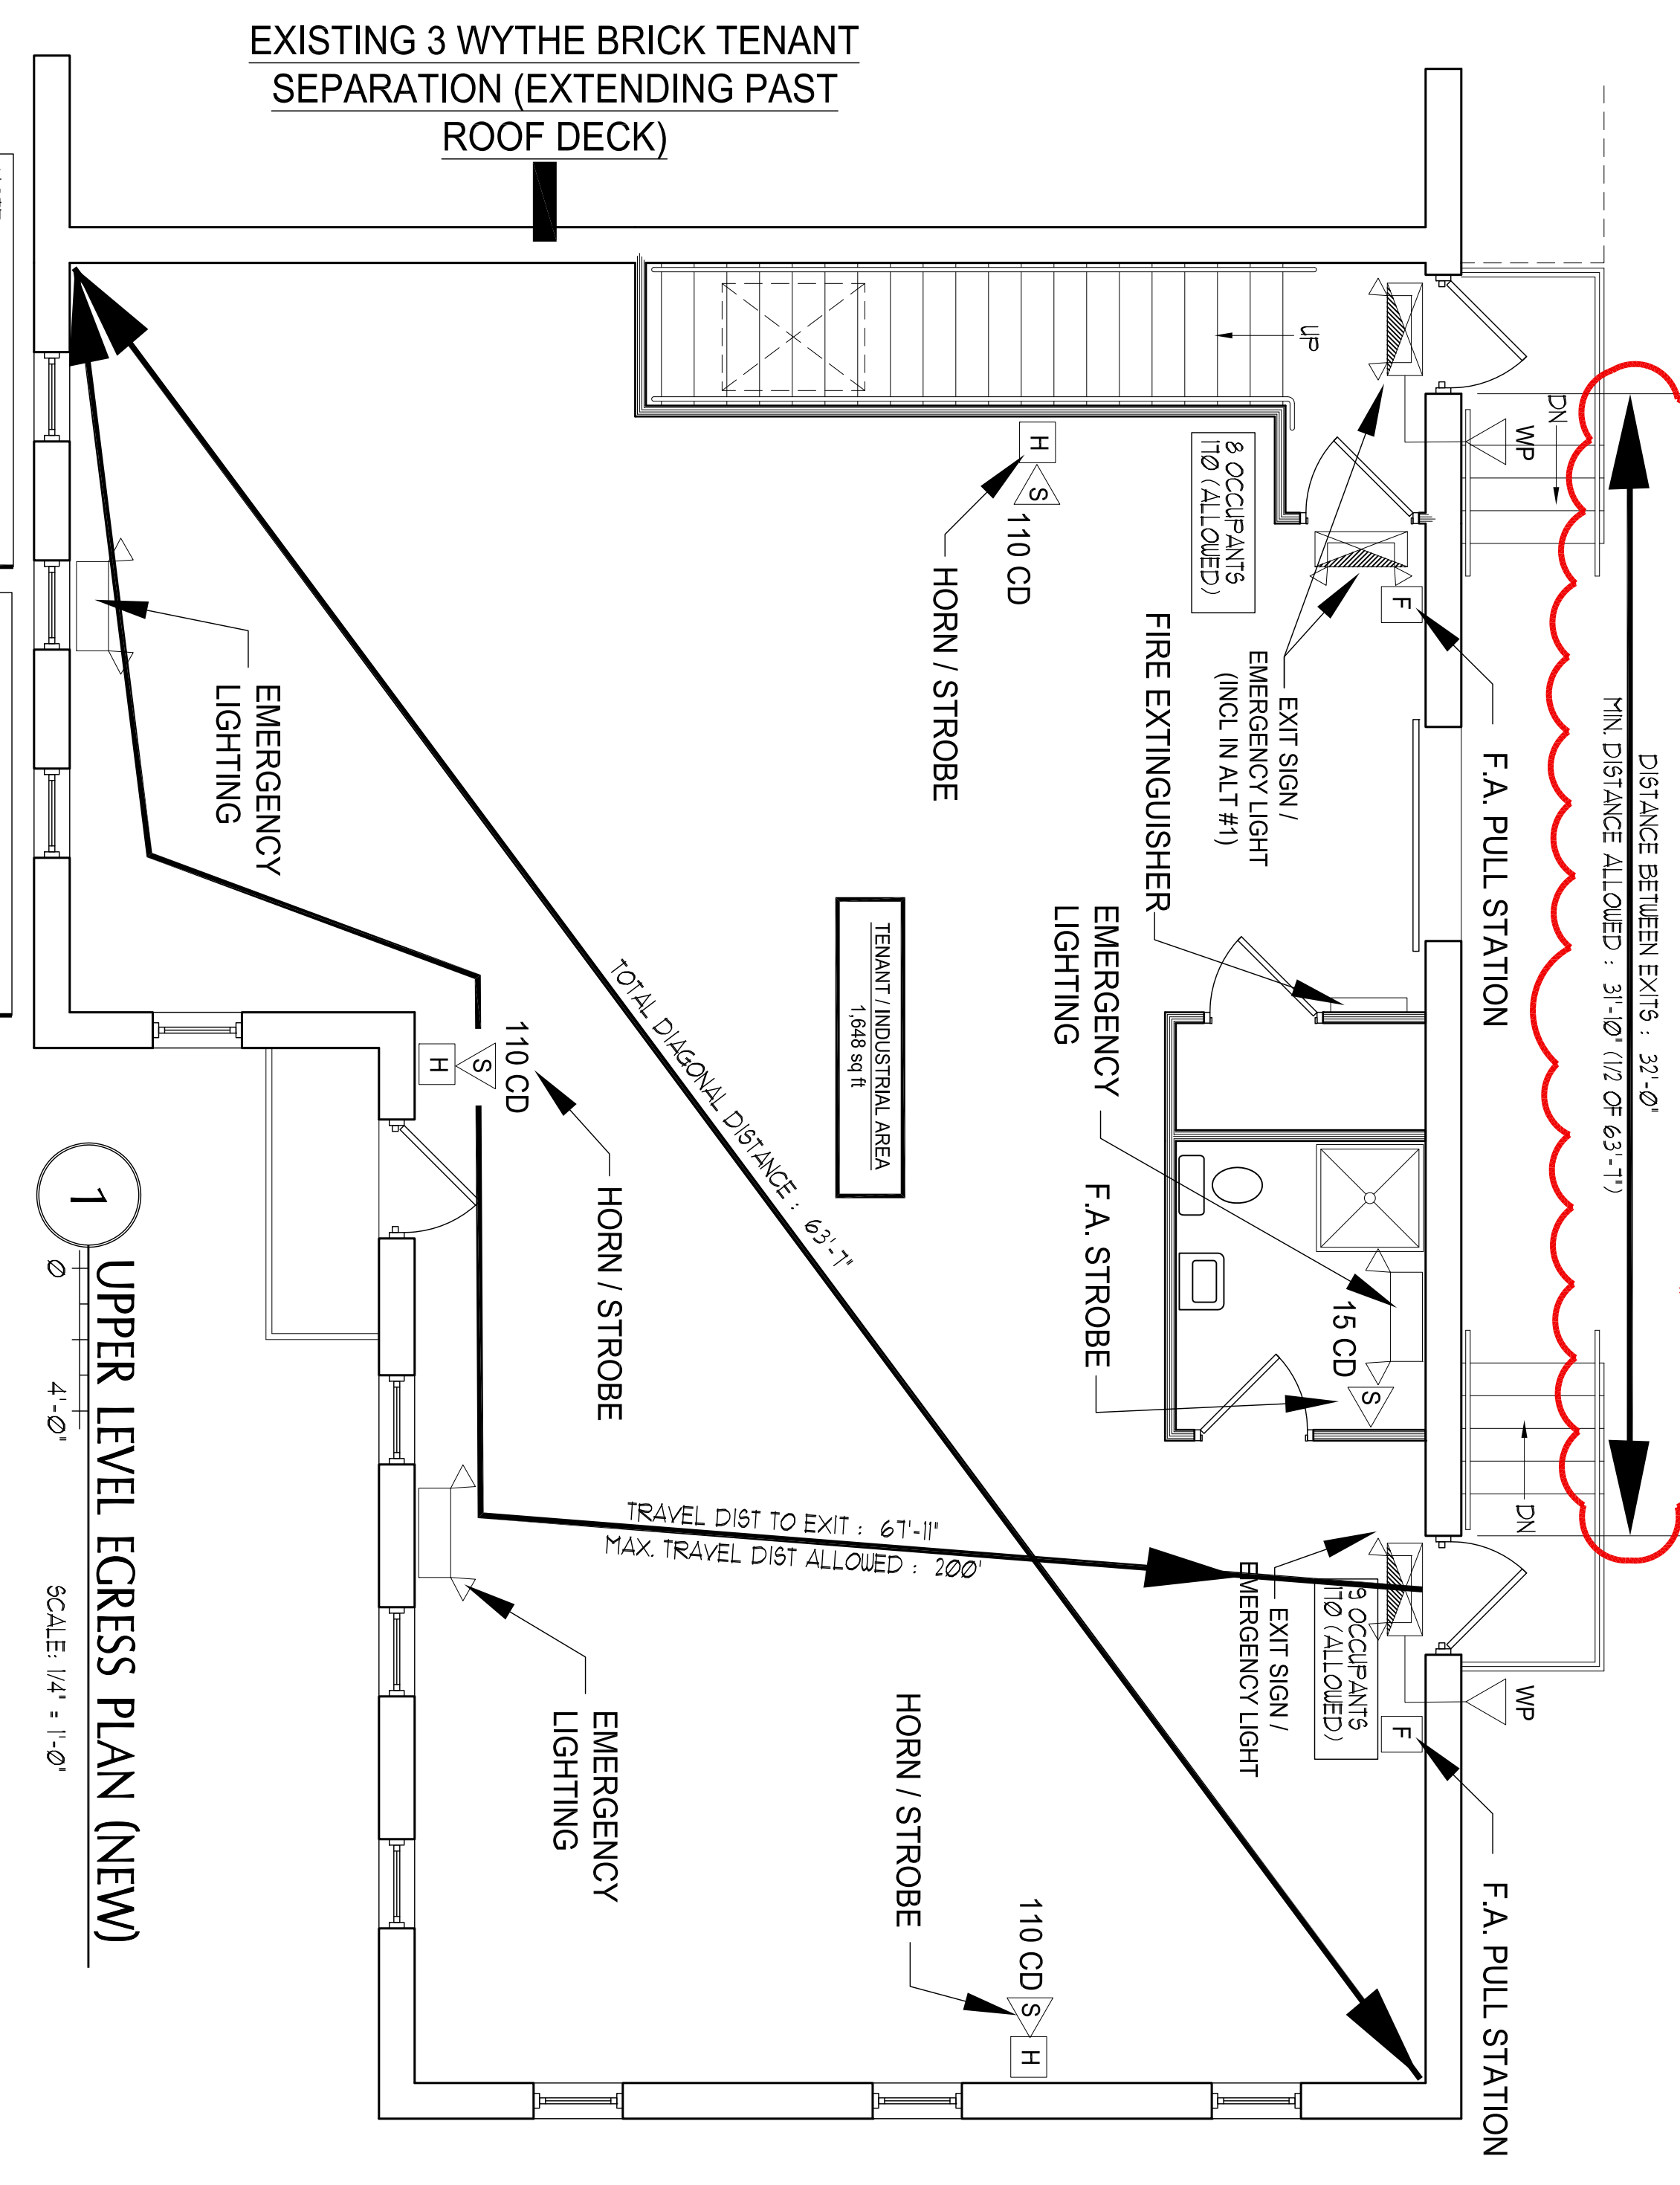 EXISTING 3 WYTHE BRICK TENANT
SEPARATION (EXTENDING PAST
ROOF DECK)
DISTANCE BETWEEN EXITS : 32'-0"
MIN. DISTANCE ALLOWED : 31'-10" (1/2 OF 63'-7")
DN
WP
UP
8 OCCUPANTS
170 (ALLOWED)
F
F.A. PULL STATION
EXIT SIGN /
EMERGENCY LIGHT
(INCL IN ALT #1)
FIRE EXTINGUISHER
H
S
110 CD
HORN / STROBE
EMERGENCY
LIGHTING
F.A. STROBE
15 CD
S
DN
WP
F
F.A. PULL STATION
9 OCCUPANTS
170 (ALLOWED)
EXIT SIGN /
EMERGENCY LIGHT
TENANT / INDUSTRIAL AREA
1,648 sq ft
TOTAL DIAGONAL DISTANCE : 63'-7"
TRAVEL DIST TO EXIT : 67'-11"
MAX. TRAVEL DIST ALLOWED : 200'
110 CD
S
H
HORN / STROBE
110 CD
S
H
HORN / STROBE
EMERGENCY
LIGHTING
EMERGENCY
LIGHTING
1
UPPER LEVEL EGRESS PLAN (NEW)
0
4'-0"
SCALE: 1/4" = 1'-0"